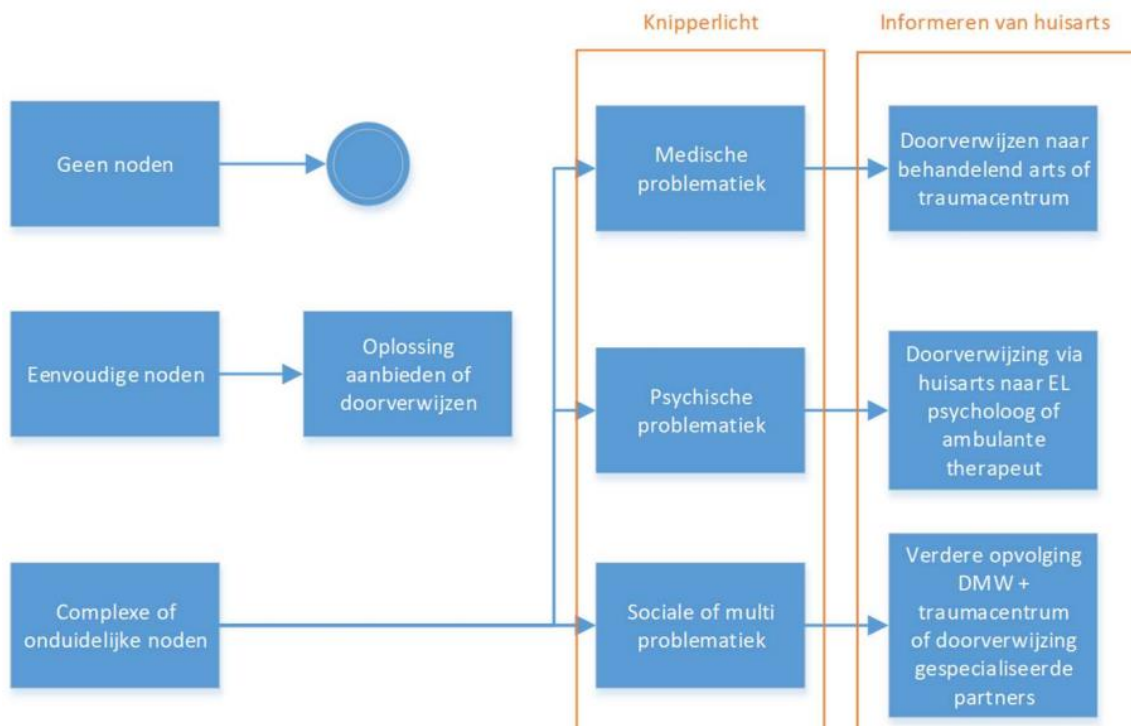 Knipperlicht
Informeren van huisarts
Geen noden
Medische
problematiek
Doorverwijzen naar
behandelend arts of
traumacentrum
Eenvoudige noden
Oplossing
aanbieden of
doorverwijzen
Psychische
problematiek
Doorverwijzing via
huisarts naar EL
psycholoog of
ambulante
therapeut
Complexe of
onduidelijke noden
Sociale of multi
problematiek
Verdere opvolging
DMW +
traumacentrum
of doorverwijzing
gespecialiseerde
partners